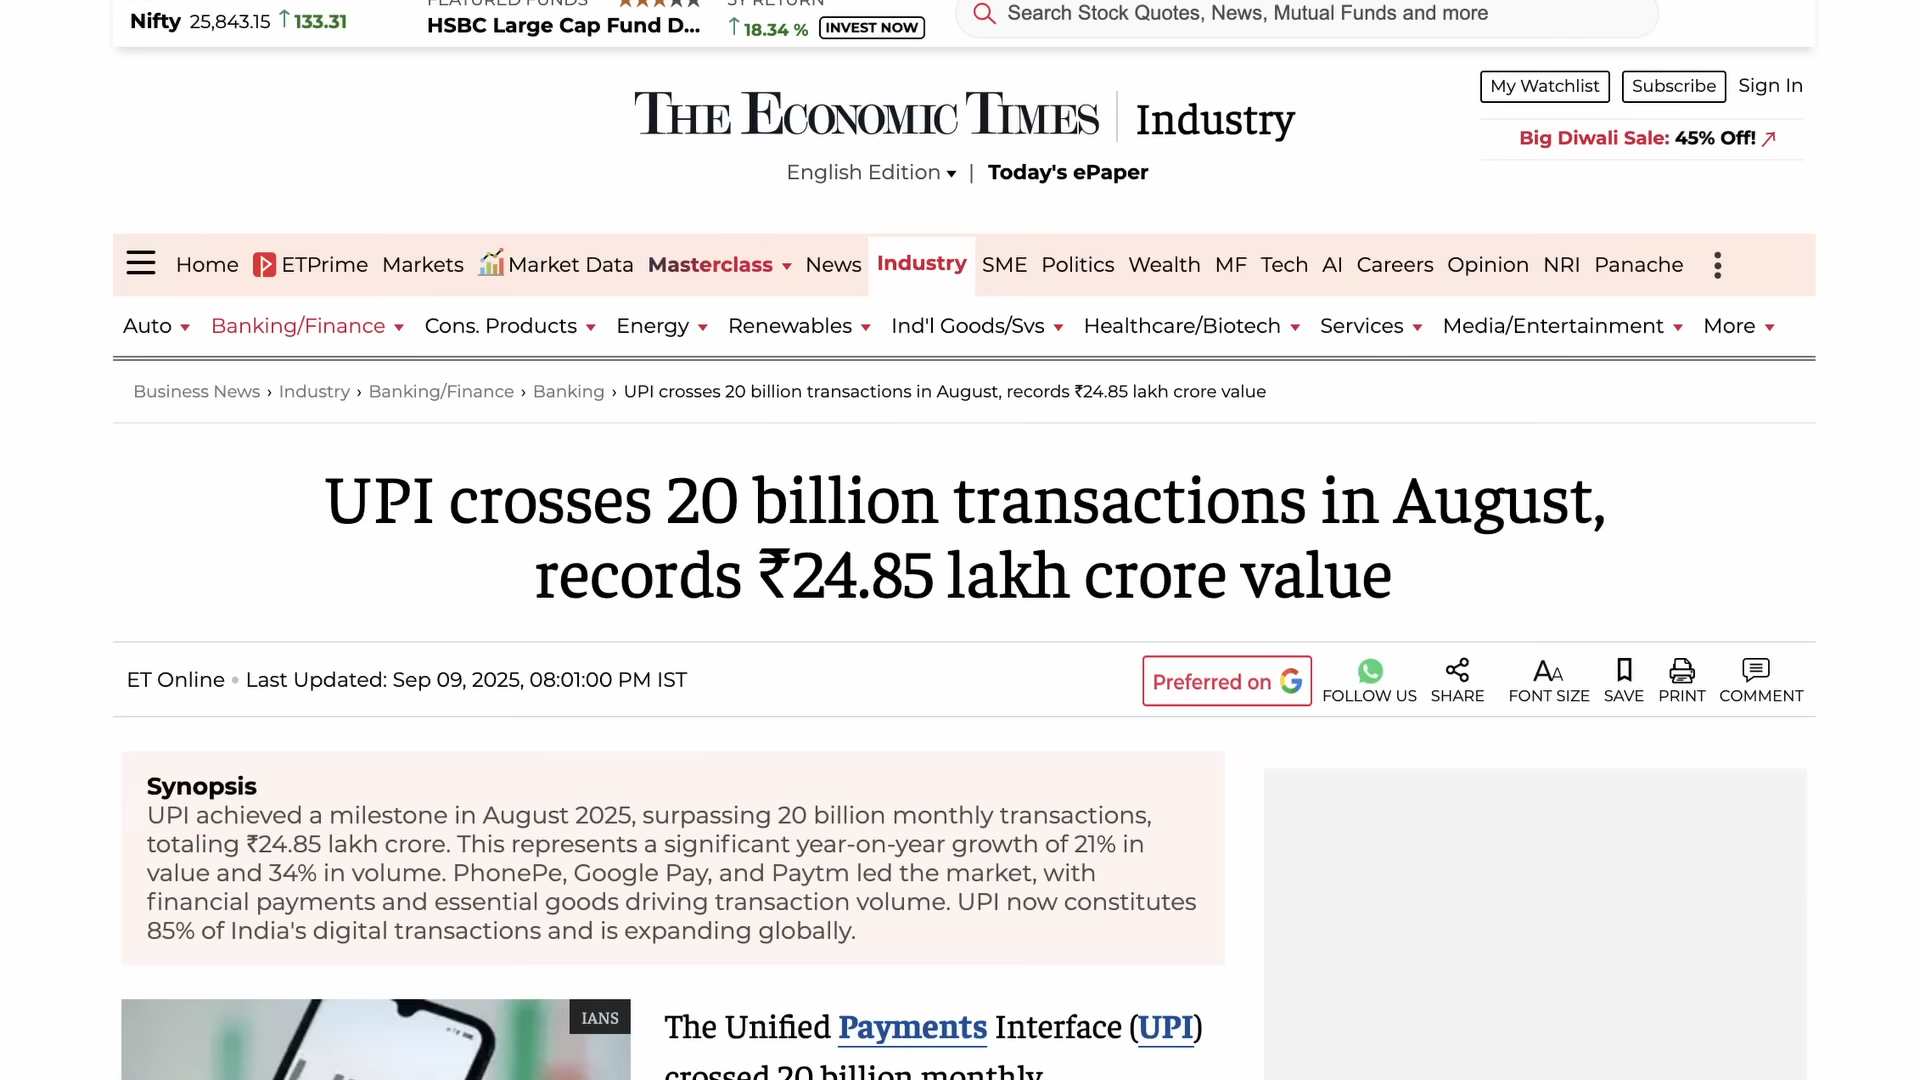 Nifty 25,843.15 ↑ 133.31
FEATURED FUNDS ★★★★★ 5Y RETURN
HSBC Large Cap Fund D... ↑ 18.34 % INVEST NOW
Search Stock Quotes, News, Mutual Funds and more
THE ECONOMIC TIMES | Industry
English Edition ▾ | Today's ePaper
My Watchlist Subscribe Sign In
Big Diwali Sale: 45% Off! ↗
Home ETPrime Markets Market Data Masterclass News Industry SME Politics Wealth MF Tech AI Careers Opinion NRI Panache
Auto Banking/Finance Cons. Products Energy Renewables Ind'l Goods/Svs Healthcare/Biotech Services Media/Entertainment More
Business News › Industry › Banking/Finance › Banking › UPI crosses 20 billion transactions in August, records ₹24.85 lakh crore value
UPI crosses 20 billion transactions in August,
records ₹24.85 lakh crore value
ET Online • Last Updated: Sep 09, 2025, 08:01:00 PM IST
Preferred on G FOLLOW US SHARE FONT SIZE SAVE PRINT COMMENT
Synopsis
UPI achieved a milestone in August 2025, surpassing 20 billion monthly transactions,
totaling ₹24.85 lakh crore. This represents a significant year-on-year growth of 21% in
value and 34% in volume. PhonePe, Google Pay, and Paytm led the market, with
financial payments and essential goods driving transaction volume. UPI now constitutes
85% of India's digital transactions and is expanding globally.
IANS
The Unified Payments Interface (UPI)
crossed 20 billion monthly